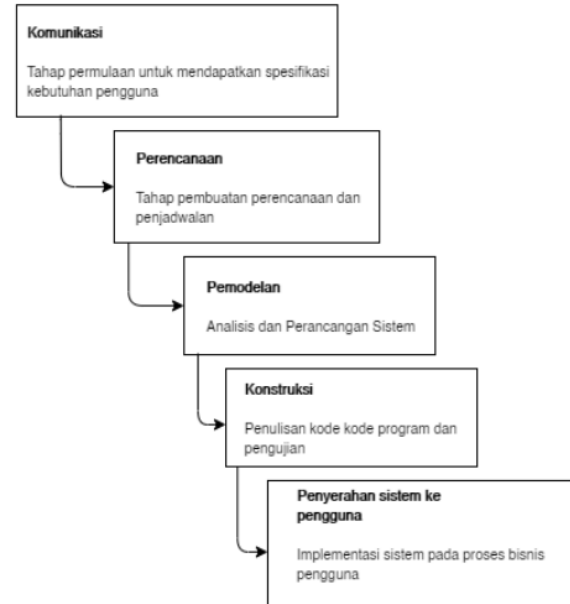 Komunikasi
Tahap permulaan untuk mendapatkan spesifikasi
kebutuhan pengguna
Perencanaan
Tahap pembuatan perencanaan dan
penjadwalan
Pemodelan
Analisis dan Perancangan Sistem
Konstruksi
Penulisan kode kode program dan
pengujian
Penyerahan sistem ke
pengguna
Implementasi sistem pada proses bisnis
pengguna